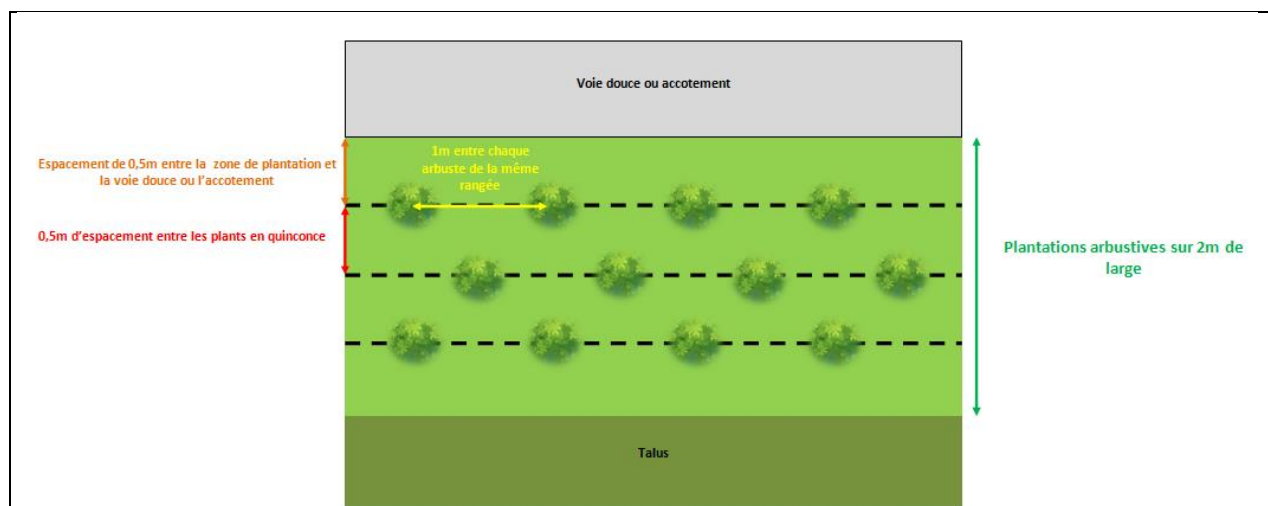 Voie douce ou accotement
Espacement de 0,5m entre la zone de plantation et
la voie douce ou l'accotement
1m entre chaque
arbuste de la même
rangée
0,5m d'espacement entre les plants en quinconce
Plantations arbustives sur 2m de
large
Talus